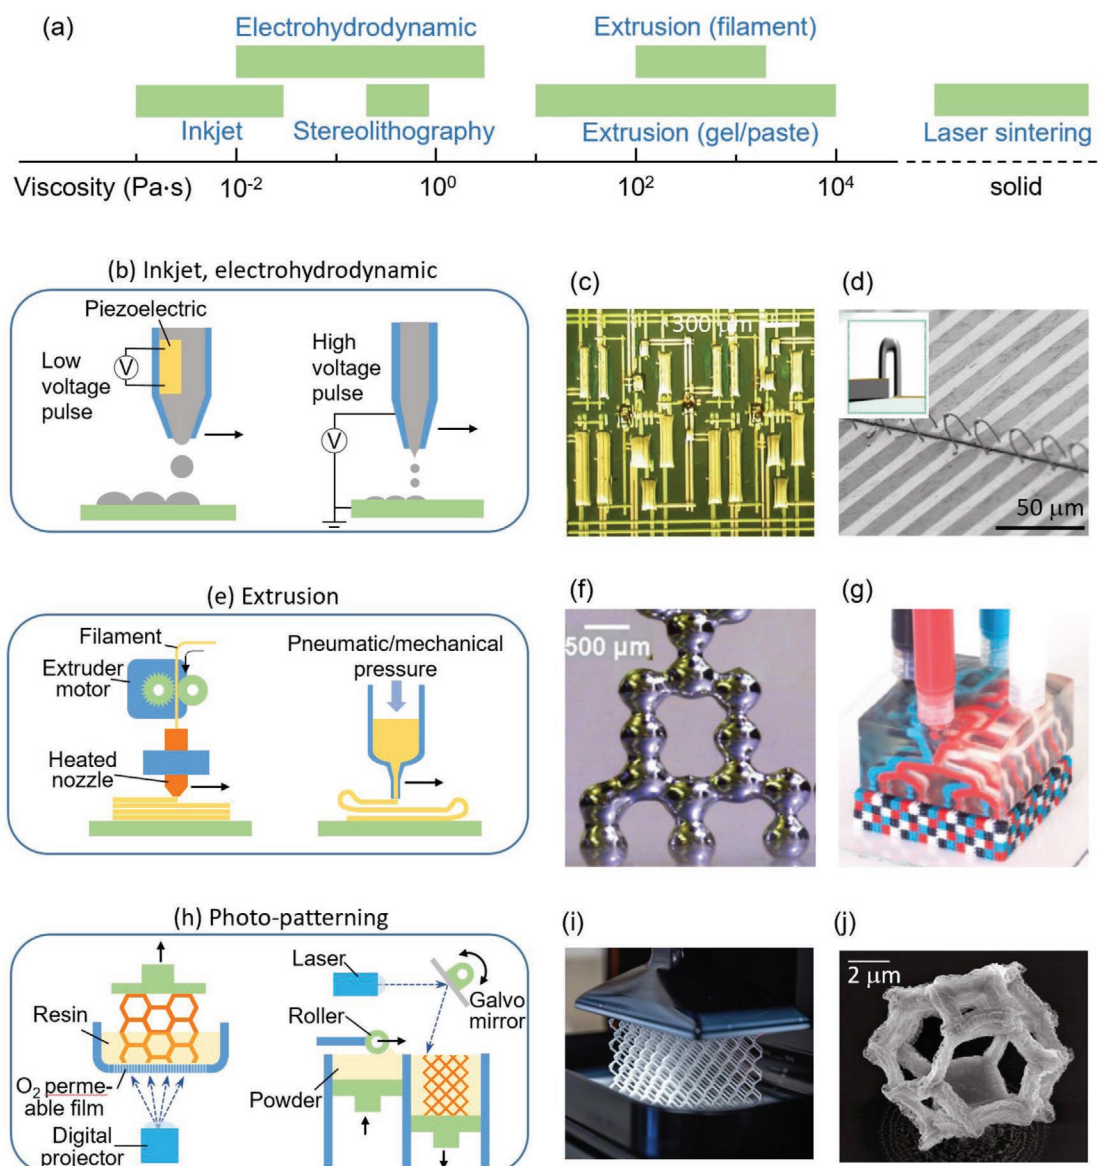 (a)
Electrohydrodynamic
Extrusion (filament)
Inkjet
Stereolithography
Extrusion (gel/paste)
Laser sintering
Viscosity (Pa·s)
10⁻²
10⁰
10²
10⁴
solid
(b) Inkjet, electrohydrodynamic
Piezoelectric
V
Low
voltage
pulse
High
voltage
pulse
V
(c)
300 µm
(d)
50 µm
(e) Extrusion
Filament
Extruder
motor
Heated
nozzle
Pneumatic/mechanical
pressure
(f)
500 µm
(g)
(h) Photo-patterning
Resin
O₂ perme-
able film
Digital
projector
Laser
Galvo
mirror
Roller
Powder
(i)
(j)
2 µm